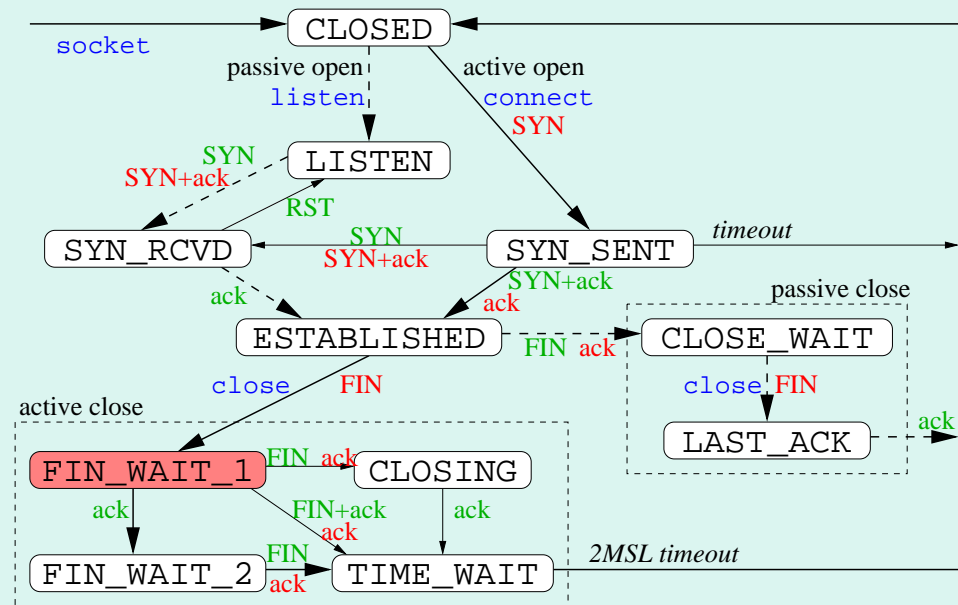 CLOSED
socket
passive open
active open
listen
connect
SYN
LISTEN
SYN
SYN+ack
RST
SYN_RCVD
SYN
SYN+ack
SYN_SENT
timeout
ack
SYN+ack
ack
passive close
ESTABLISHED
FIN ack
CLOSE_WAIT
close FIN
close FIN
active close
LAST_ACK
ack
FIN_WAIT_1
FIN ack
CLOSING
ack
FIN+ack
ack
ack
FIN_WAIT_2
FIN
ack
TIME_WAIT
2MSL timeout